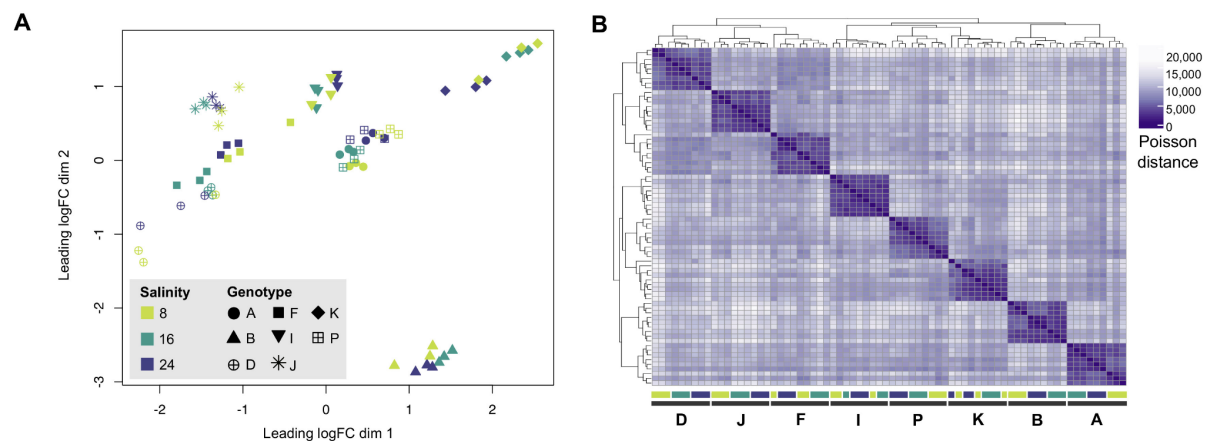 A
Leading logFC dim 2
1
0
-1
-2
-3
Salinity Genotype
8 A F K
16 B I P
24 D J
-2 -1 0 1 2
Leading logFC dim 1
B
20,000
15,000
10,000
5,000
0
Poisson
distance
D J F I P K B A